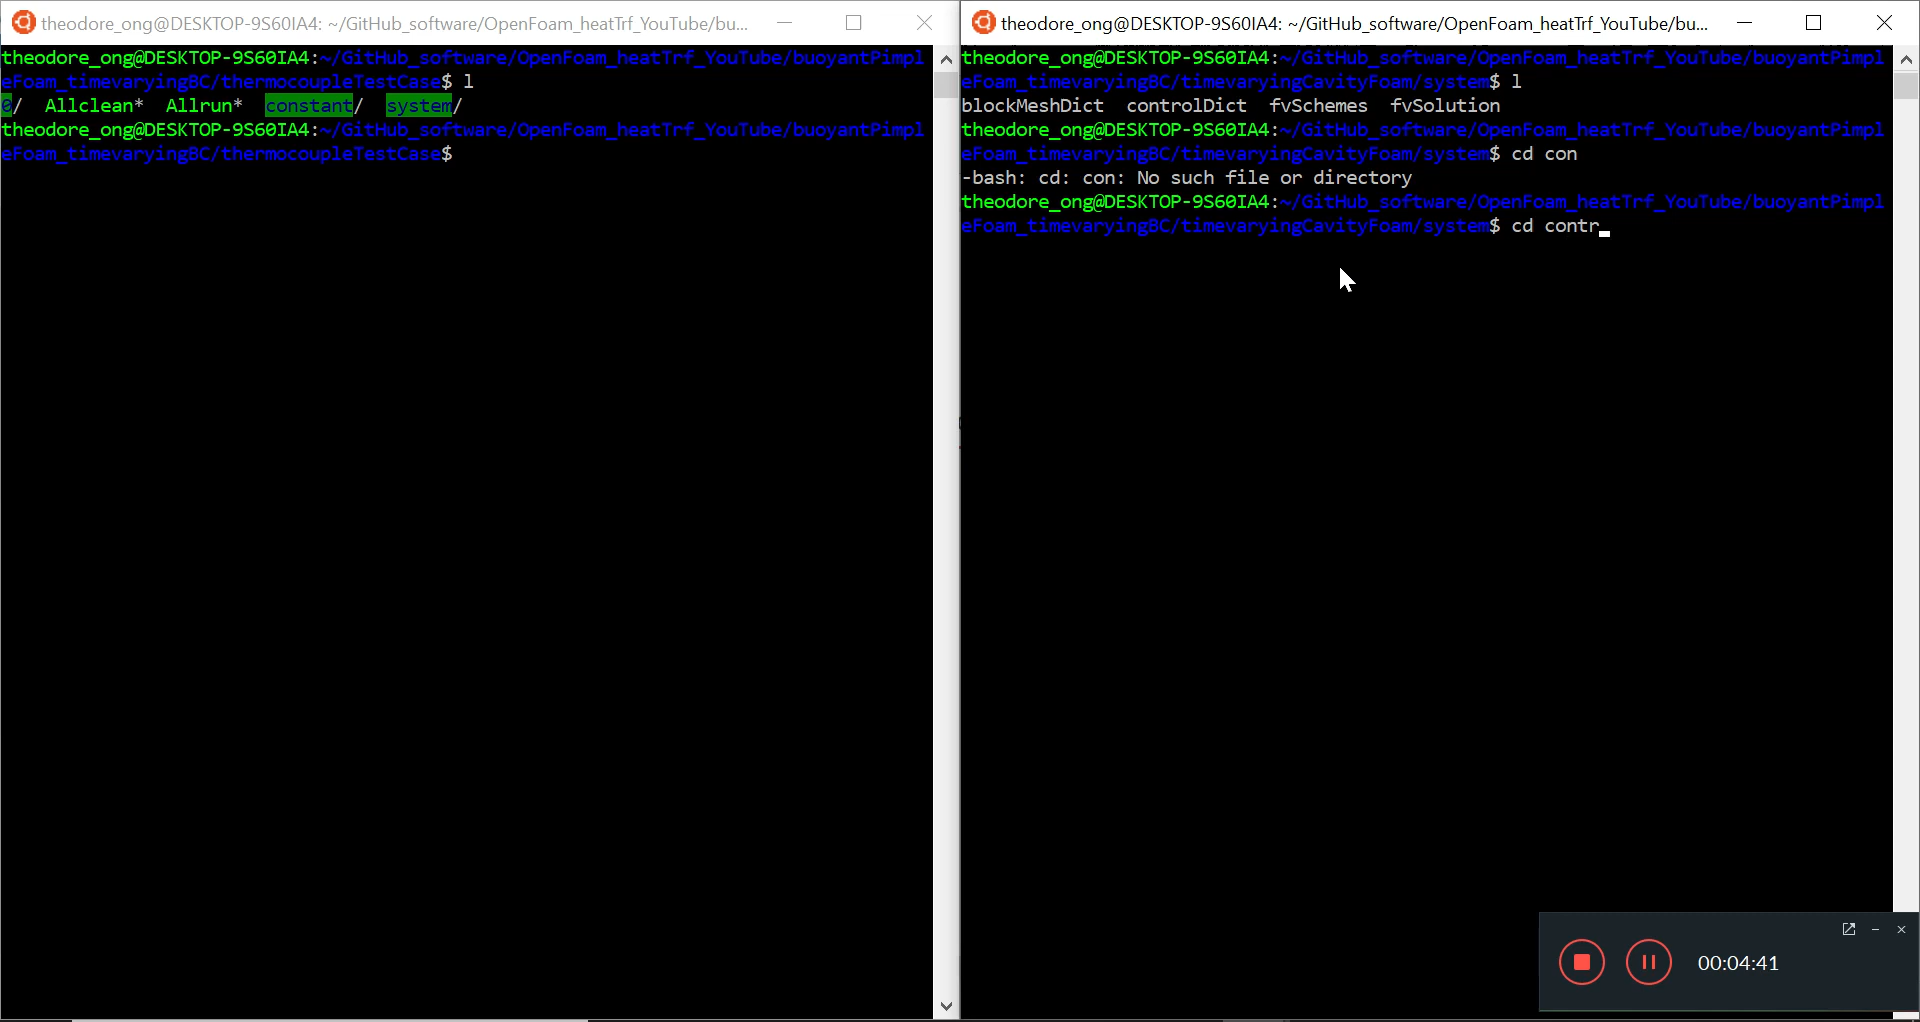 theodore_ong@DESKTOP-9S60IA4: ~/GitHub_software/OpenFoam_heatTrf_YouTube/bu...
theodore_ong@DESKTOP-9S60IA4:~/GitHub_software/OpenFoam_heatTrf_YouTube/buoyantPimpl
eFoam_timevaryingBC/thermocoupleTestCase$ l
0/  Allclean*  Allrun*  constant/  system/
theodore_ong@DESKTOP-9S60IA4:~/GitHub_software/OpenFoam_heatTrf_YouTube/buoyantPimpl
eFoam_timevaryingBC/thermocoupleTestCase$
theodore_ong@DESKTOP-9S60IA4: ~/GitHub_software/OpenFoam_heatTrf_YouTube/bu...
theodore_ong@DESKTOP-9S60IA4:~/GitHub_software/OpenFoam_heatTrf_YouTube/buoyantPimpl
eFoam_timevaryingBC/timevaryingCavityFoam/system$ l
blockMeshDict  controlDict  fvSchemes  fvSolution
theodore_ong@DESKTOP-9S60IA4:~/GitHub_software/OpenFoam_heatTrf_YouTube/buoyantPimpl
eFoam_timevaryingBC/timevaryingCavityFoam/system$ cd con
-bash: cd: con: No such file or directory
theodore_ong@DESKTOP-9S60IA4:~/GitHub_software/OpenFoam_heatTrf_YouTube/buoyantPimpl
eFoam_timevaryingBC/timevaryingCavityFoam/system$ cd contr
00:04:41